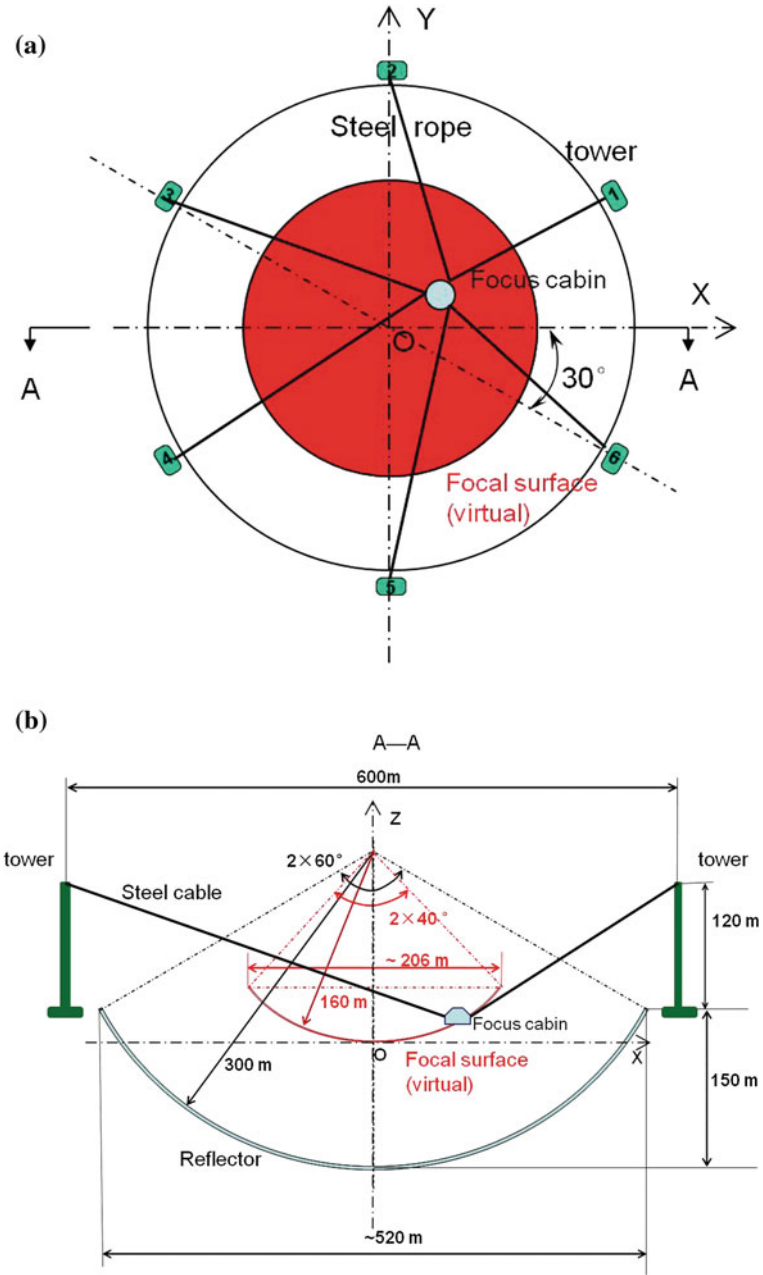 (a)
Y
2
Steel rope
tower
3
1
Focus cabin
X
O
A
A
30°
4
6
Focal surface
(virtual)
5
(b)
A—A
600m
z
tower
tower
2×60°
Steel cable
2×40°
120 m
~ 206 m
160 m
Focus cabin
O
X
300 m
Focal surface
(virtual)
150 m
Reflector
~520 m